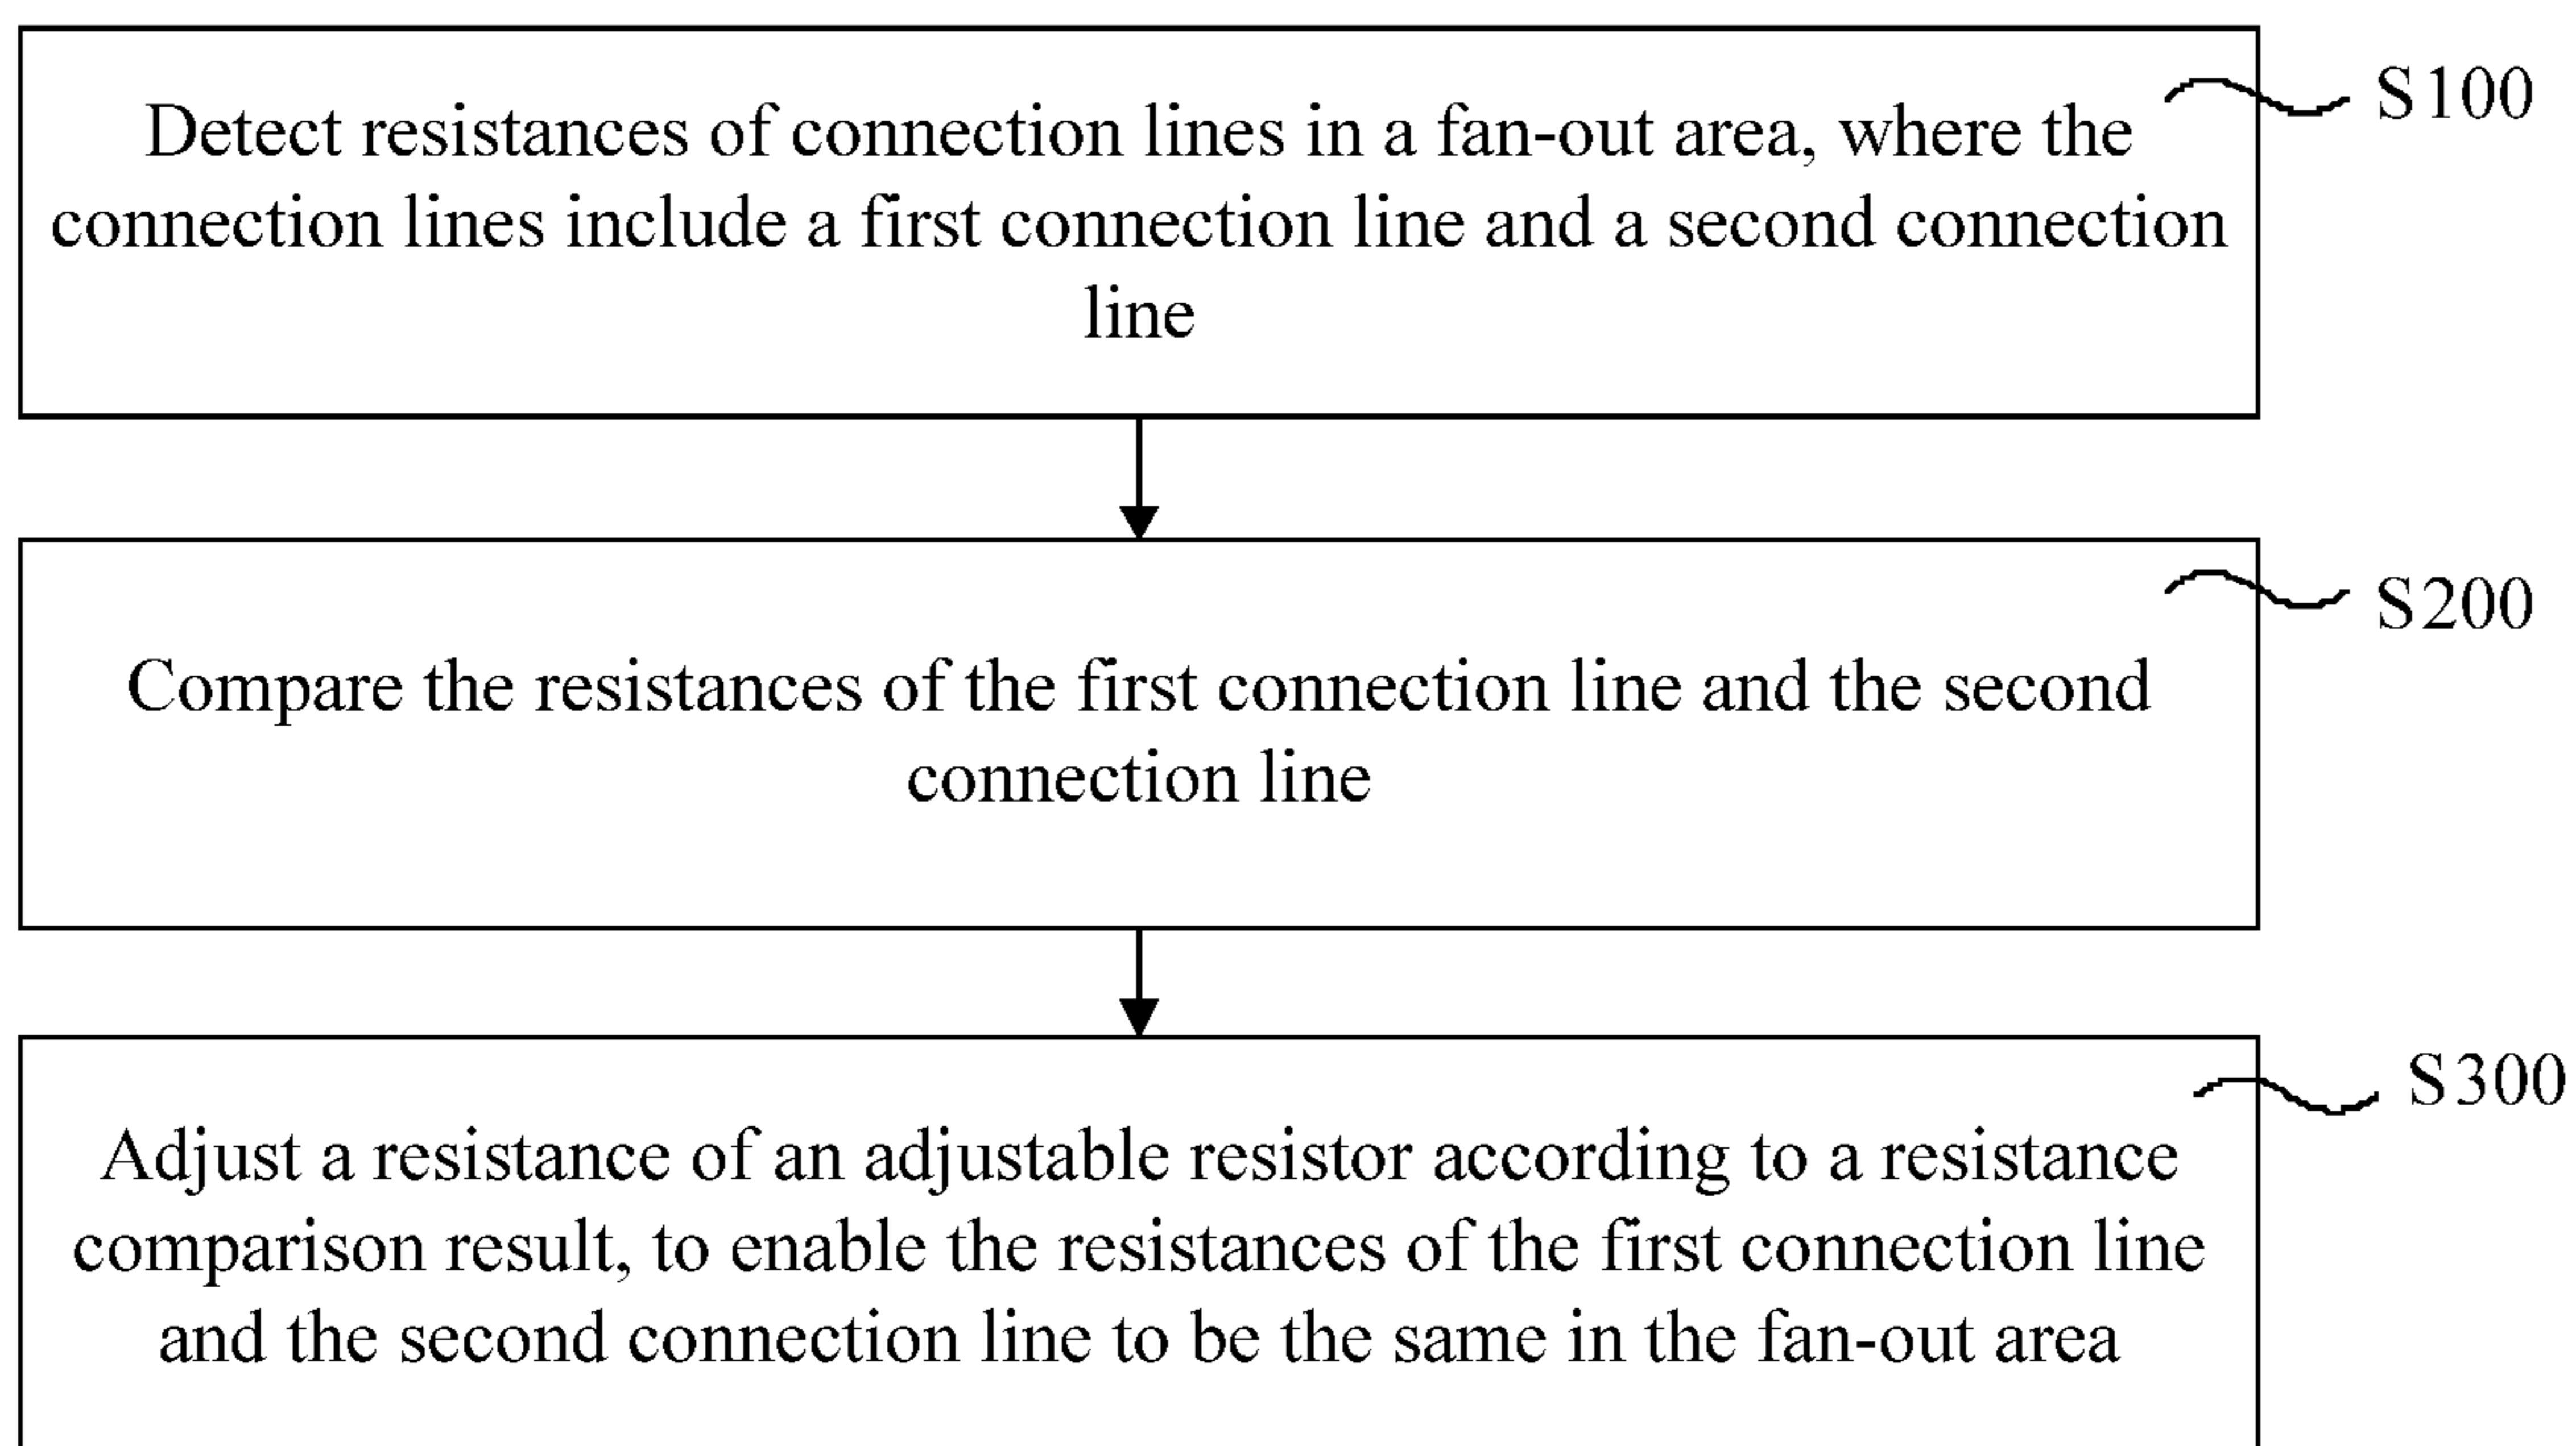 Detect resistances of connection lines in a fan-out area, where the
connection lines include a first connection line and a second connection
line
S100
Compare the resistances of the first connection line and the second
connection line
S200
Adjust a resistance of an adjustable resistor according to a resistance
comparison result, to enable the resistances of the first connection line
and the second connection line to be the same in the fan-out area
S300